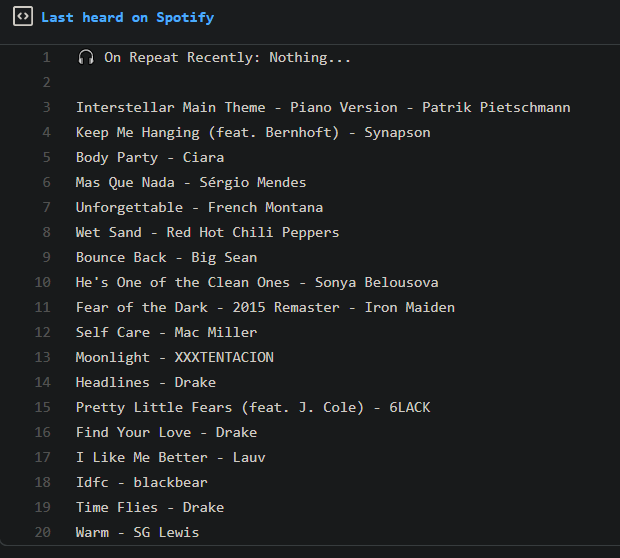 Last heard on Spotify
1 🎧 On Repeat Recently: Nothing...
2
3 Interstellar Main Theme - Piano Version - Patrik Pietschmann
4 Keep Me Hanging (feat. Bernhoft) - Synapson
5 Body Party - Ciara
6 Mas Que Nada - Sérgio Mendes
7 Unforgettable - French Montana
8 Wet Sand - Red Hot Chili Peppers
9 Bounce Back - Big Sean
10 He's One of the Clean Ones - Sonya Belousova
11 Fear of the Dark - 2015 Remaster - Iron Maiden
12 Self Care - Mac Miller
13 Moonlight - XXXTENTACION
14 Headlines - Drake
15 Pretty Little Fears (feat. J. Cole) - 6LACK
16 Find Your Love - Drake
17 I Like Me Better - Lauv
18 Idfc - blackbear
19 Time Flies - Drake
20 Warm - SG Lewis